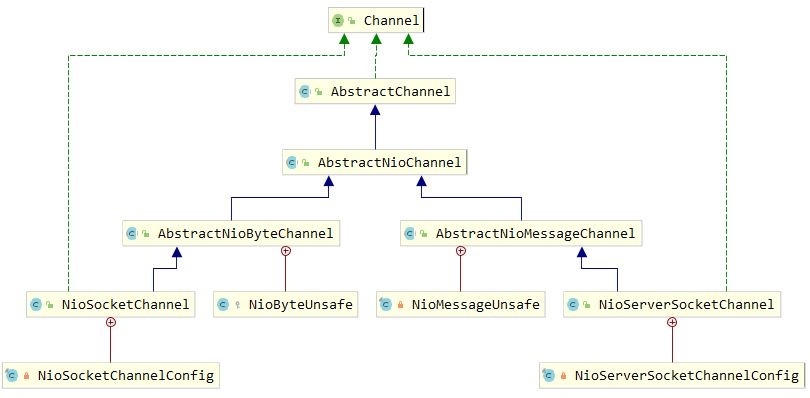 Channel
AbstractChannel
AbstractNioChannel
AbstractNioByteChannel
AbstractNioMessageChannel
NioSocketChannel
NioByteUnsafe
NioMessageUnsafe
NioServerSocketChannel
NioSocketChannelConfig
NioServerSocketChannelConfig